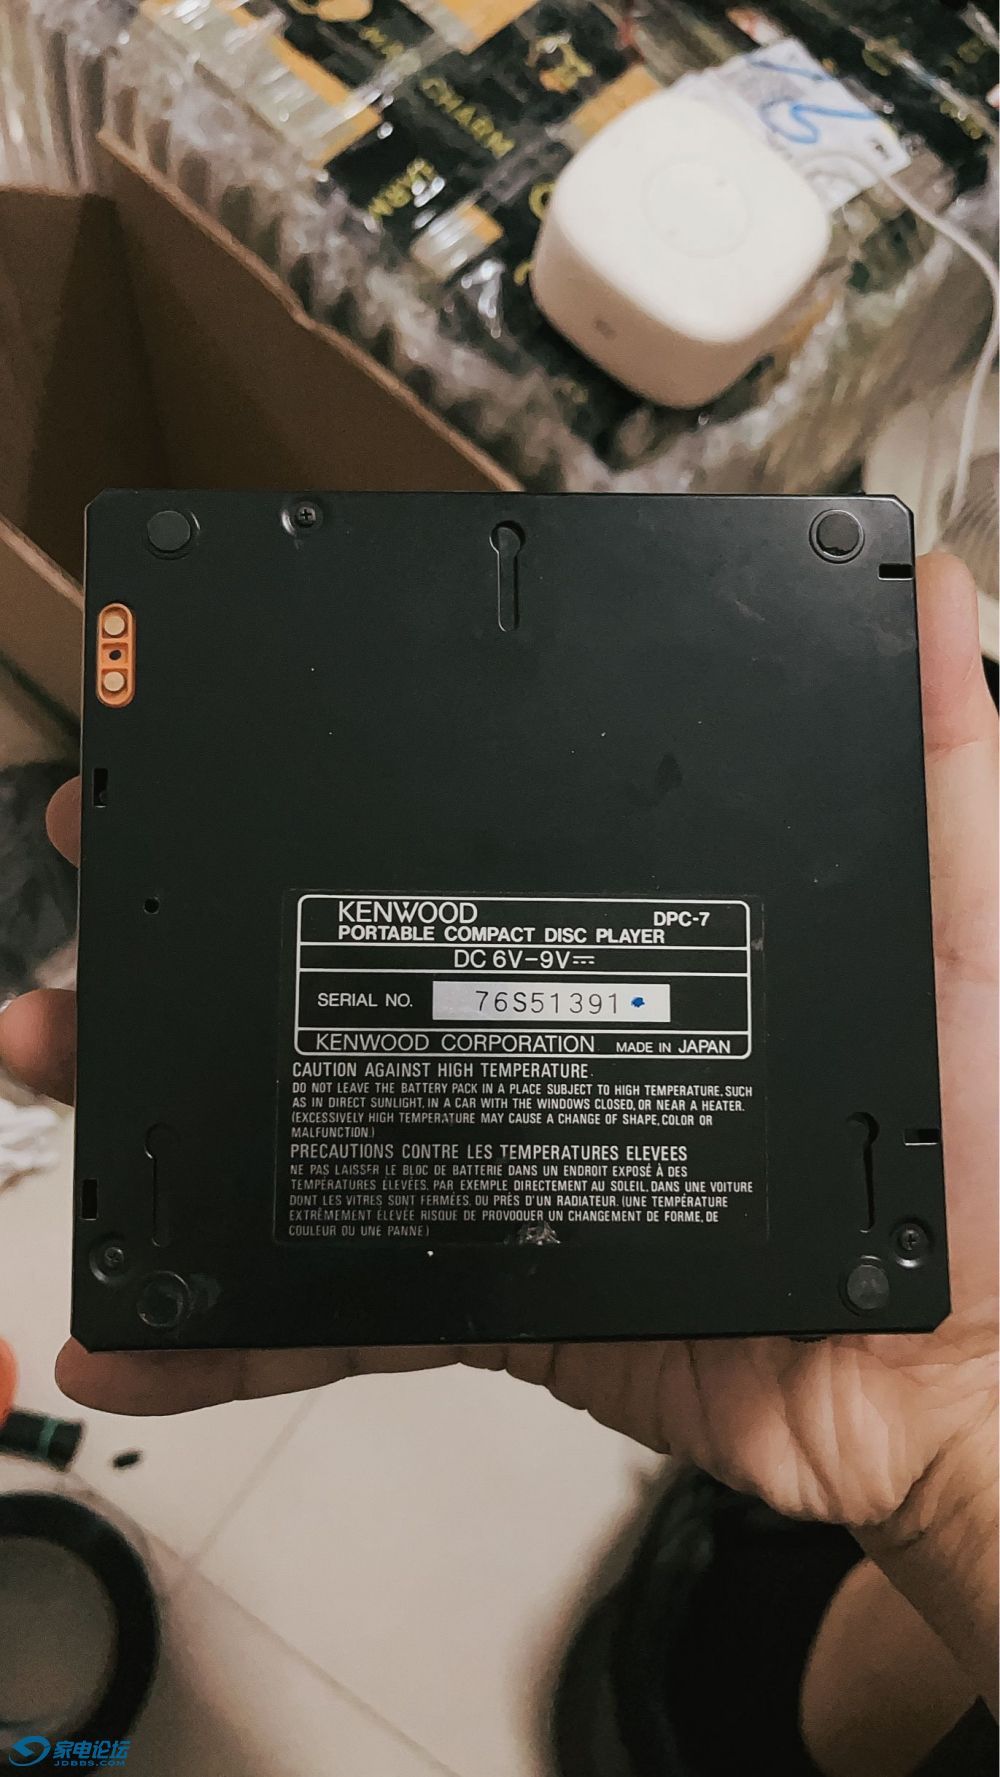 CHARM
KENWOOD DPC-7
PORTABLE COMPACT DISC PLAYER
DC 6V-9V⎓
SERIAL NO. 76S51391
KENWOOD CORPORATION MADE IN JAPAN
CAUTION AGAINST HIGH TEMPERATURE.
DO NOT LEAVE THE BATTERY PACK IN A PLACE SUBJECT TO HIGH TEMPERATURE, SUCH
AS IN DIRECT SUNLIGHT, IN A CAR WITH THE WINDOWS CLOSED, OR NEAR A HEATER.
(EXCESSIVELY HIGH TEMPERATURE MAY CAUSE A CHANGE OF SHAPE, COLOR OR
MALFUNCTION.)
PRECAUTIONS CONTRE LES TEMPERATURES ELEVEES
NE PAS LAISSER LE BLOC DE BATTERIE DANS UN ENDROIT EXPOSÉ À DES
TEMPÉRATURES ÉLEVÉES, PAR EXEMPLE DIRECTEMENT AU SOLEIL, DANS UNE VOITURE
DONT LES VITRES SONT FERMÉES, OU PRÈS D'UN RADIATEUR. (UNE TEMPÉRATURE
EXTRÊMEMENT ÉLEVÉE RISQUE DE PROVOQUER UN CHANGEMENT DE FORME, DE
COULEUR OU UNE PANNE)
家电论坛
JDBBS.COM